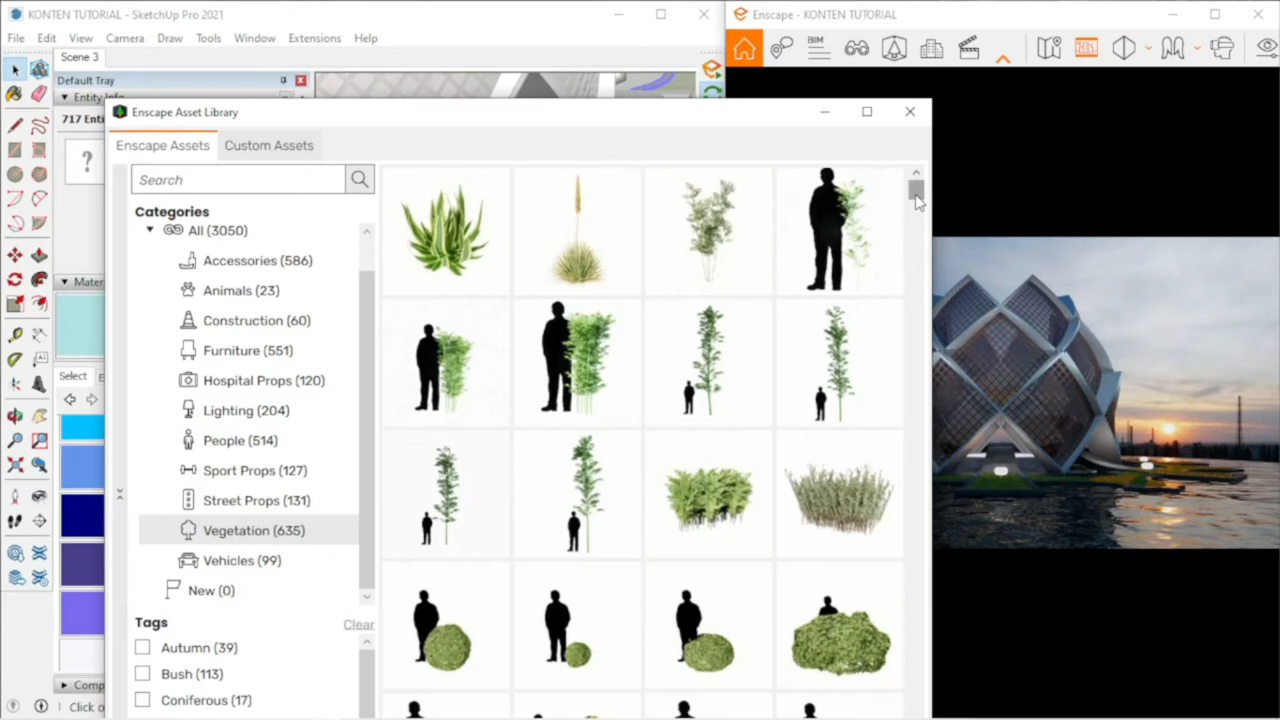 KONTEN TUTORIAL - SketchUp Pro 2021
Enscape - KONTEN TUTORIAL
File Edit View Camera Draw Tools Window Extensions Help
BIM
Scene 3
Default Tray
Entity Info
717 Enti
?
Enscape Asset Library
Enscape Assets
Custom Assets
Search
Categories
All (3050)
Accessories (586)
Animals (23)
Construction (60)
Furniture (551)
Hospital Props (120)
Lighting (204)
People (514)
Sport Props (127)
Street Props (131)
Vegetation (635)
Vehicles (99)
New (0)
Tags
Clear
Autumn (39)
Bush (113)
Coniferous (17)
Mater
Select
Comp
Click o